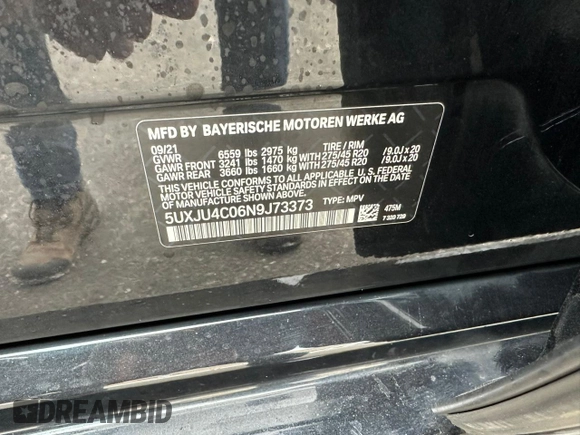 MFD BY BAYERISCHE MOTOREN WERKE AG
09/21
GVWR 6559 lbs 2975 kg TIRE / RIM
GAWR FRONT 3241 lbs 1470 kg WITH 275/45 R20 /9.0J x 20
GAWR REAR 3660 lbs 1660 kg WITH 275/45 R20 /9.0J x 20
THIS VEHICLE CONFORMS TO ALL APPLICABLE U.S. FEDERAL
MOTOR VEHICLE SAFETY STANDARDS IN EFFECT ON THE DATE OF
MANUFACTURE SHOWN ABOVE.
5UXJU4C06N9J73373 TYPE: MPV
475M
7 339 739
DREAMBID